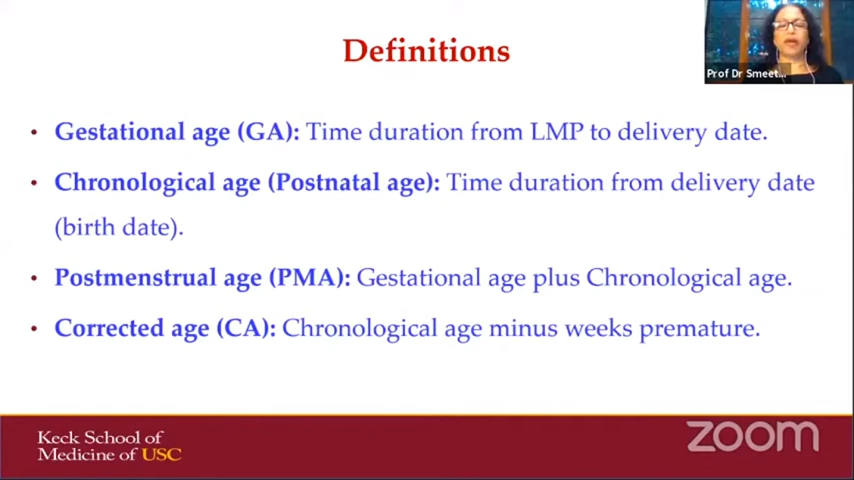 Definitions
Prof Dr Smeet...
• Gestational age (GA): Time duration from LMP to delivery date.
• Chronological age (Postnatal age): Time duration from delivery date
(birth date).
• Postmenstrual age (PMA): Gestational age plus Chronological age.
• Corrected age (CA): Chronological age minus weeks premature.
Keck School of
Medicine of USC
zoom